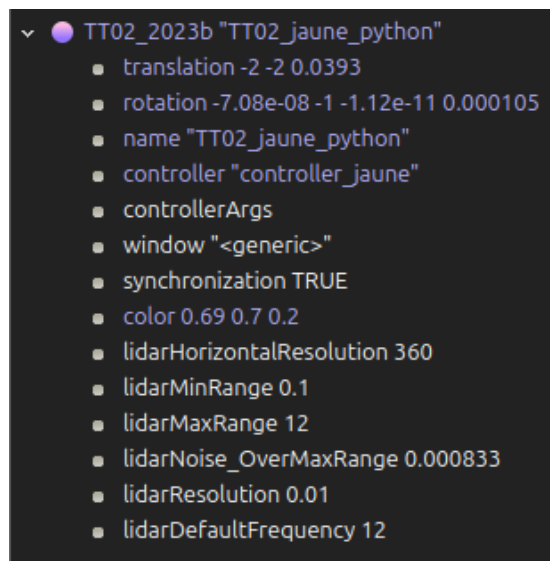 TT02_2023b "TT02_jaune_python"
translation -2 -2 0.0393
rotation -7.08e-08 -1 -1.12e-11 0.000105
name "TT02_jaune_python"
controller "controller_jaune"
controllerArgs
window "<generic>"
synchronization TRUE
color 0.69 0.7 0.2
lidarHorizontalResolution 360
lidarMinRange 0.1
lidarMaxRange 12
lidarNoise_OverMaxRange 0.000833
lidarResolution 0.01
lidarDefaultFrequency 12